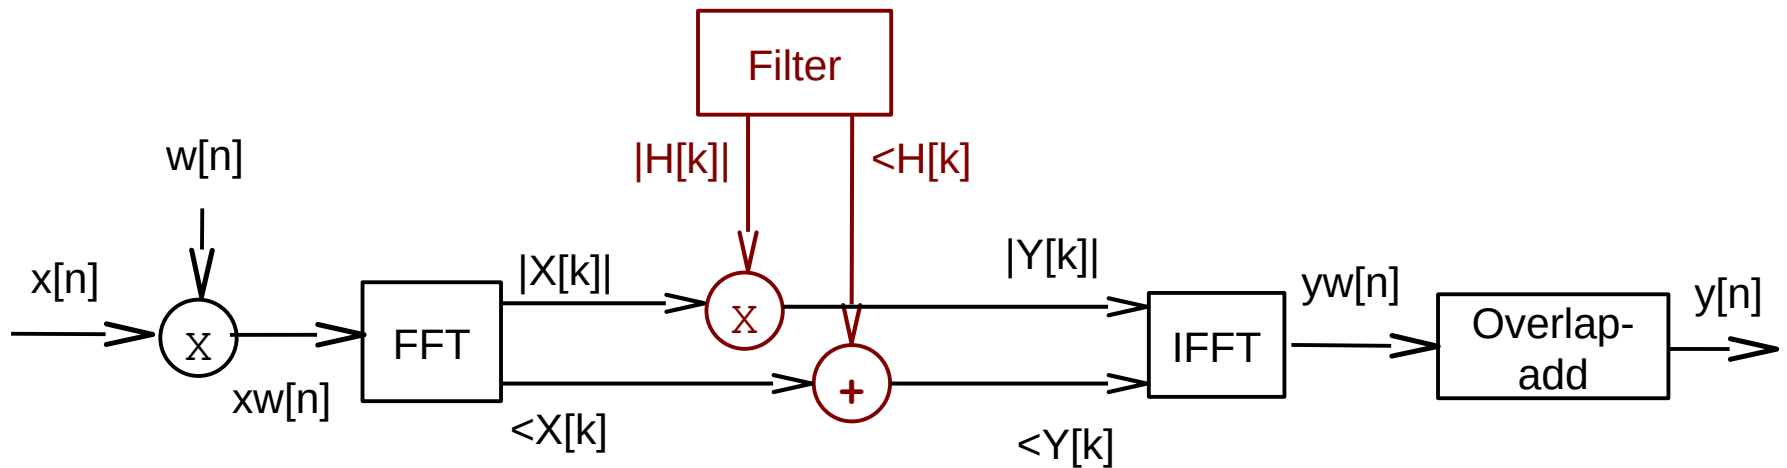 Filter
w[n]
|H[k]|
<H[k]
x[n]
|X[k]|
|Y[k]|
yw[n]
y[n]
X
X
FFT
IFFT
Overlap-
add
+
xw[n]
<X[k]
<Y[k]